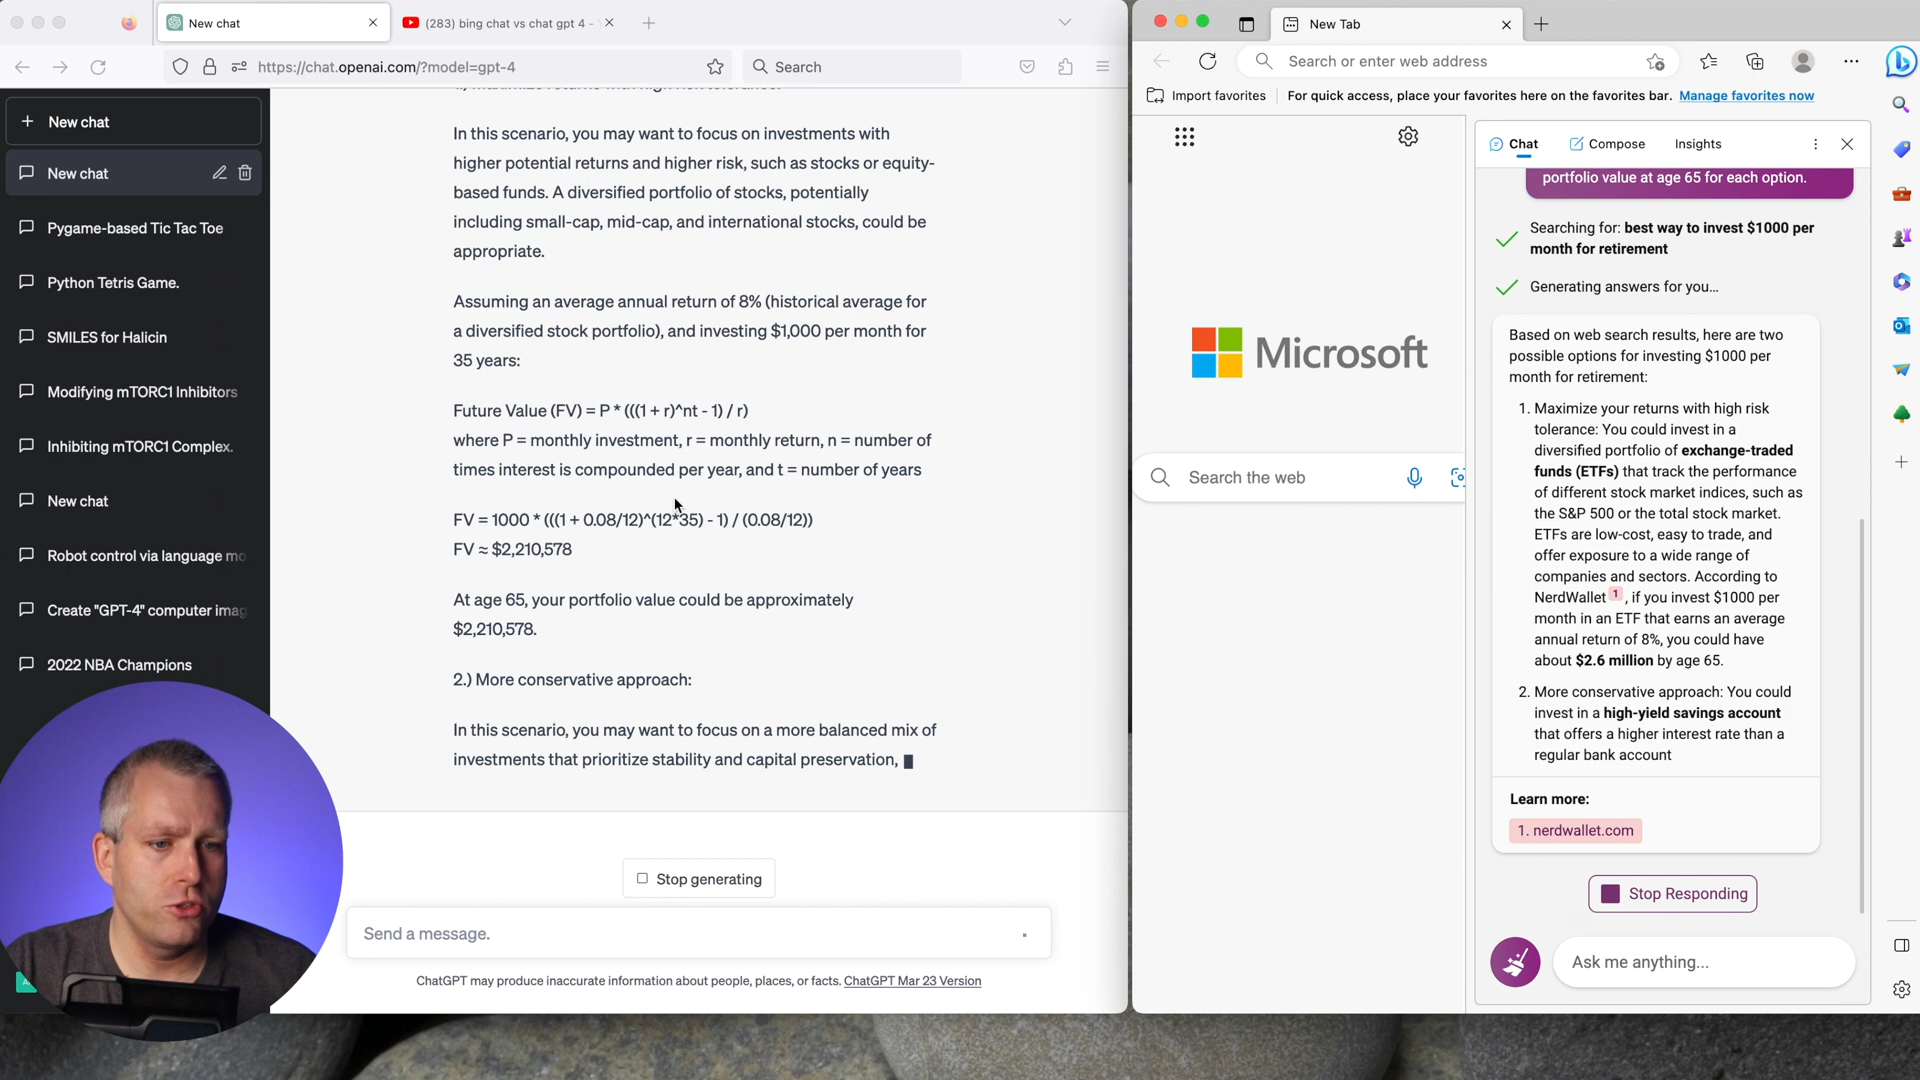 New chat
(283) bing chat vs chat gpt 4 -
https://chat.openai.com/?model=gpt-4
Search
New chat
New chat
Pygame-based Tic Tac Toe
Python Tetris Game.
SMILES for Halicin
Modifying mTORC1 Inhibitors
Inhibiting mTORC1 Complex.
New chat
Robot control via language mo
Create "GPT-4" computer imag
2022 NBA Champions
In this scenario, you may want to focus on investments with
higher potential returns and higher risk, such as stocks or equity-
based funds. A diversified portfolio of stocks, potentially
including small-cap, mid-cap, and international stocks, could be
appropriate.
Assuming an average annual return of 8% (historical average for
a diversified stock portfolio), and investing $1,000 per month for
35 years:
Future Value (FV) = P * (((1 + r)^nt - 1) / r)
where P = monthly investment, r = monthly return, n = number of
times interest is compounded per year, and t = number of years
FV = 1000 * (((1 + 0.08/12)^(12*35) - 1) / (0.08/12))
FV ≈ $2,210,578
At age 65, your portfolio value could be approximately
$2,210,578.
2.) More conservative approach:
In this scenario, you may want to focus on a more balanced mix of
investments that prioritize stability and capital preservation,
Stop generating
Send a message.
ChatGPT may produce inaccurate information about people, places, or facts. ChatGPT Mar 23 Version
New Tab
Search or enter web address
Import favorites
For quick access, place your favorites here on the favorites bar. Manage favorites now
Microsoft
Search the web
Chat
Compose
Insights
portfolio value at age 65 for each option.
Searching for: best way to invest $1000 per
month for retirement
Generating answers for you...
Based on web search results, here are two
possible options for investing $1000 per
month for retirement:
1. Maximize your returns with high risk
tolerance: You could invest in a
diversified portfolio of exchange-traded
funds (ETFs) that track the performance
of different stock market indices, such as
the S&P 500 or the total stock market.
ETFs are low-cost, easy to trade, and
offer exposure to a wide range of
companies and sectors. According to
NerdWallet 1 , if you invest $1000 per
month in an ETF that earns an average
annual return of 8%, you could have
about $2.6 million by age 65.
2. More conservative approach: You could
invest in a high-yield savings account
that offers a higher interest rate than a
regular bank account
Learn more:
1. nerdwallet.com
Stop Responding
Ask me anything...